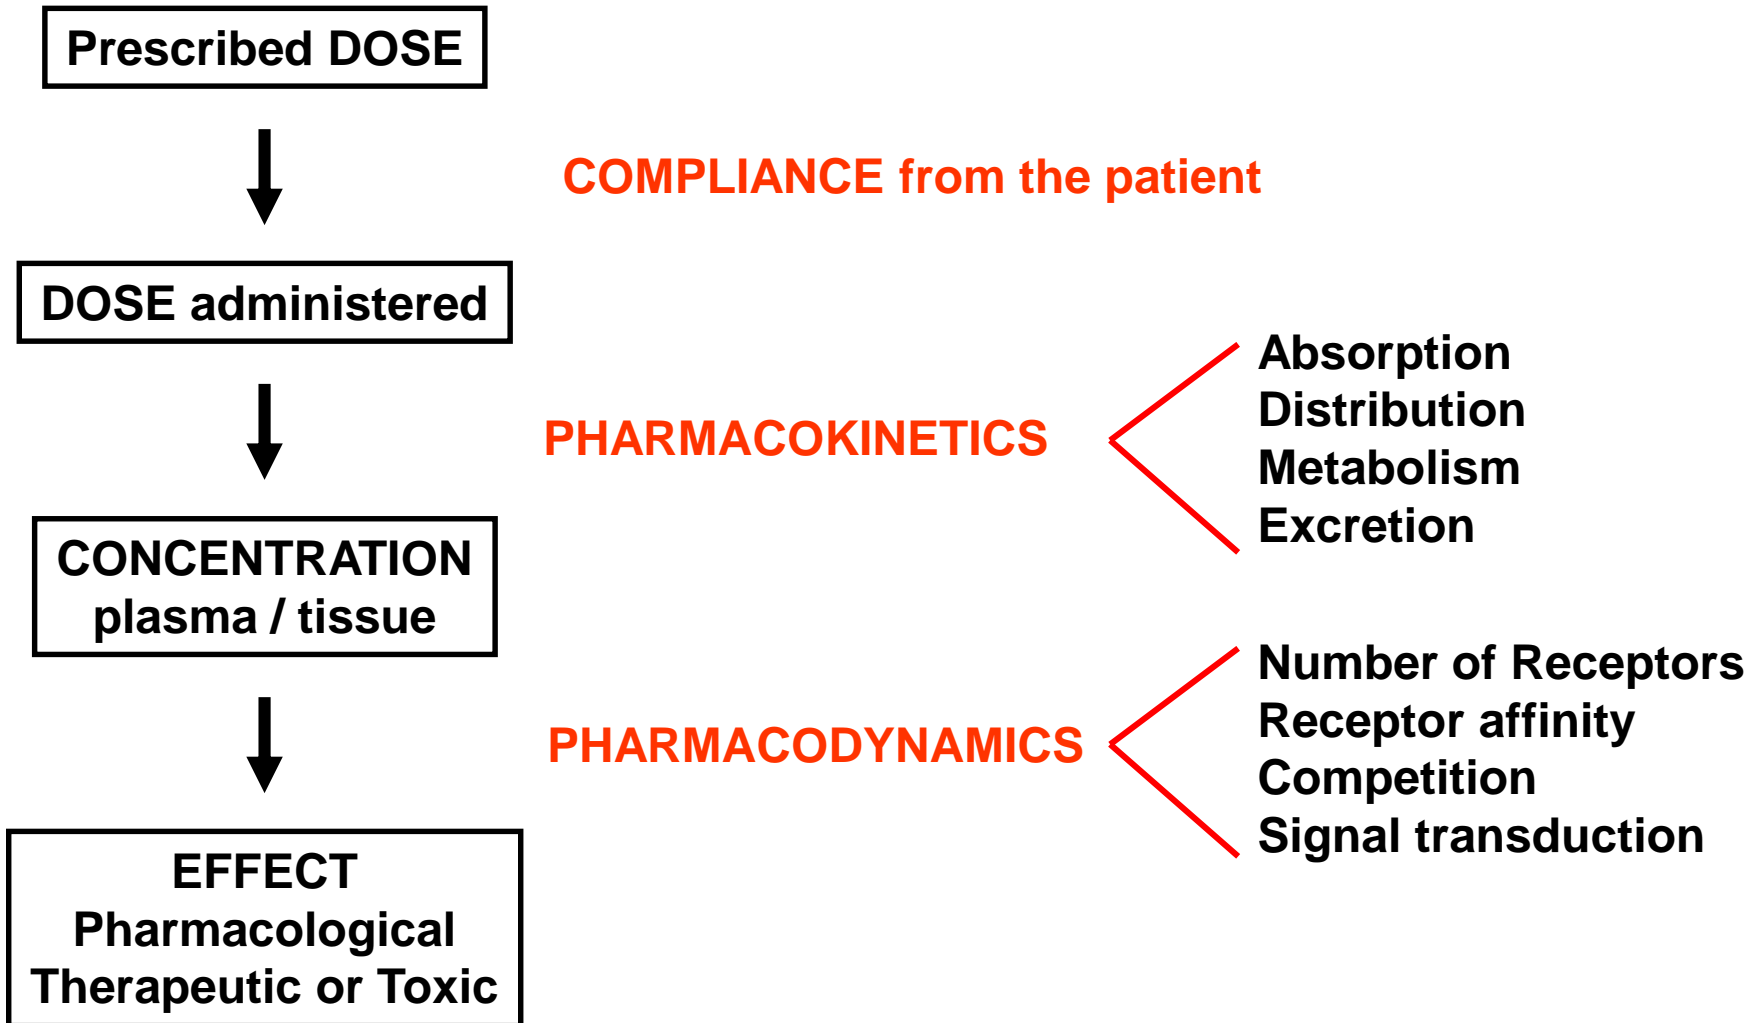 Prescribed DOSE
COMPLIANCE from the patient
DOSE administered
PHARMACOKINETICS
Absorption
Distribution
Metabolism
Excretion
CONCENTRATION
plasma / tissue
PHARMACODYNAMICS
Number of Receptors
Receptor affinity
Competition
Signal transduction
EFFECT
Pharmacological
Therapeutic or Toxic